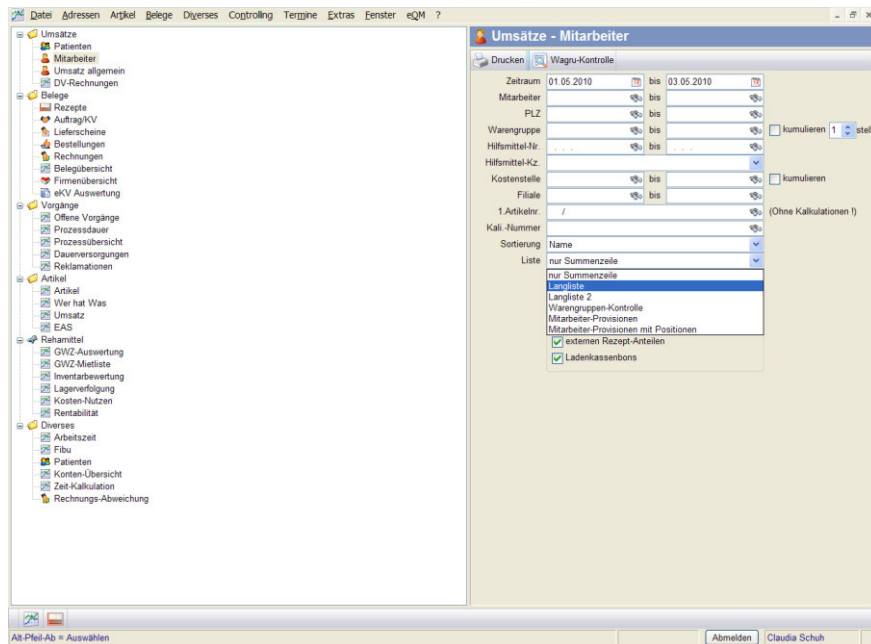 Datei Adressen Artikel Belege Diverses Controlling Termine Extras Fenster eQM ?
Umsätze
Patienten
Mitarbeiter
Umsatz allgemein
DV-Rechnungen
Belege
Rezepte
Auftrag/KV
Lieferscheine
Bestellungen
Rechnungen
Belegübersicht
Firmenübersicht
eKV Auswertung
Vorgänge
Offene Vorgänge
Prozessdauer
Prozessübersicht
Dauerversorgungen
Reklamationen
Artikel
Artikel
Wer hat Was
Umsatz
EAS
Rehamittel
GWZ-Auswertung
GWZ-Mietliste
Inventarbewertung
Lagerverfolgung
Kosten-Nutzen
Rentabilität
Diverses
Arbeitszeit
Fibu
Patienten
Konten-Übersicht
Zeit-Kalkulation
Rechnungs-Abweichung
Umsätze - Mitarbeiter
Drucken Wagru-Kontrolle
Zeitraum 01.05.2010 bis 03.05.2010
Mitarbeiter bis
PLZ bis
Warengruppe bis kumulieren 1 stel
Hilfsmittel-Nr. . . . bis . . .
Hilfsmittel-Kz.
Kostenstelle bis kumulieren
Filiale bis
1.Artikelnr. / (Ohne Kalkulationen !)
Kali.-Nummer
Sortierung Name
Liste nur Summenzeile
nur Summenzeile
Langliste
Langliste 2
Warengruppen-Kontrolle
Mitarbeiter-Provisionen
Mitarbeiter-Provisionen mit Positionen
externen Rezept-Anteilen
Ladenkassenbons
Alt-Pfeil-Ab = Auswählen Abmelden Claudia Schuh